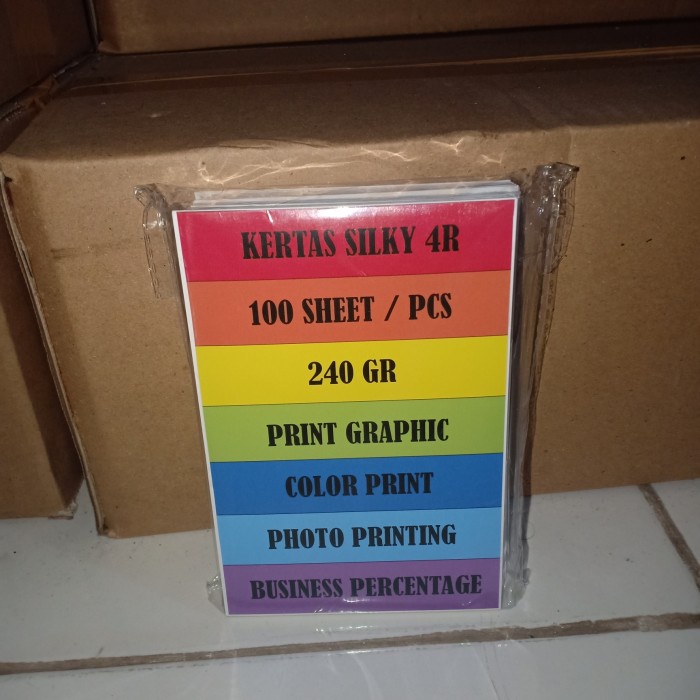 KERTAS SILKY 4R
100 SHEET / PCS
240 GR
PRINT GRAPHIC
COLOR PRINT
PHOTO PRINTING
BUSINESS PERCENTAGE